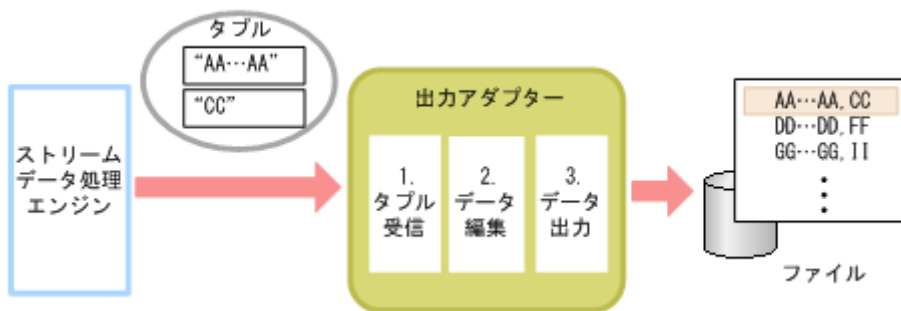 タプル
“AA…AA”
“CC”
ストリーム
データ処理
エンジン
出力アダプター
1.
タプル
受信
2.
データ
編集
3.
データ
出力
AA…AA,CC
DD…DD,FF
GG…GG,II
︙
ファイル